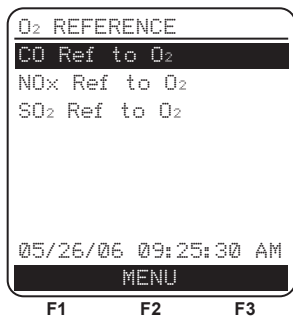 O₂ REFERENCE
CO Ref to O₂
NOx Ref to O₂
SO₂ Ref to O₂
05/26/06 09:25:30 AM
MENU
F1 F2 F3